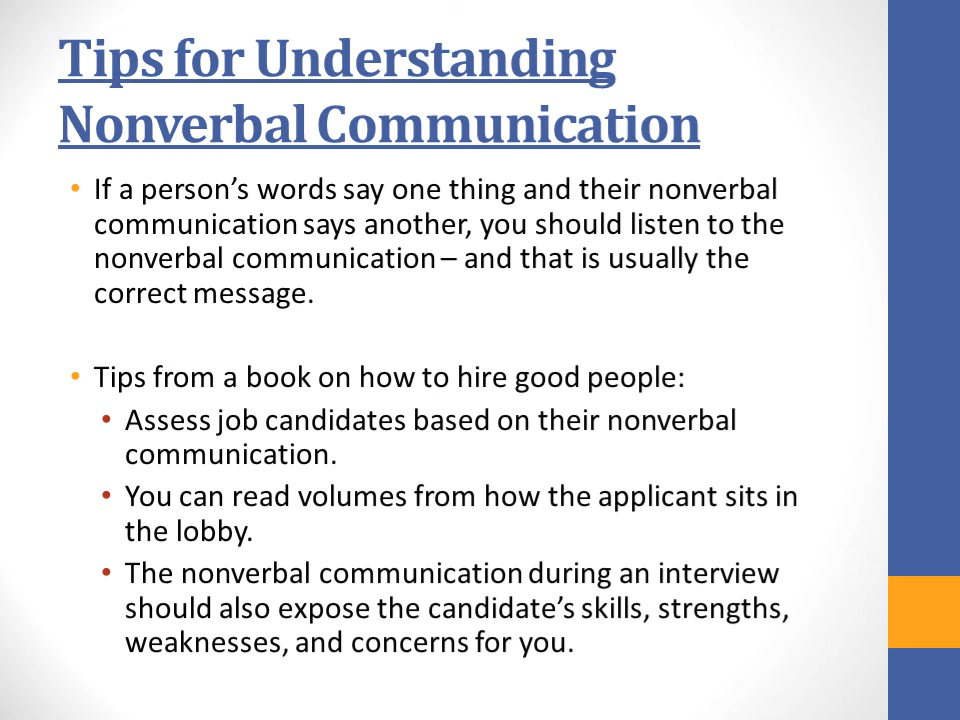 Tips for Understanding
Nonverbal Communication
• If a person’s words say one thing and their nonverbal
communication says another, you should listen to the
nonverbal communication – and that is usually the
correct message.
• Tips from a book on how to hire good people:
• Assess job candidates based on their nonverbal
communication.
• You can read volumes from how the applicant sits in
the lobby.
• The nonverbal communication during an interview
should also expose the candidate’s skills, strengths,
weaknesses, and concerns for you.